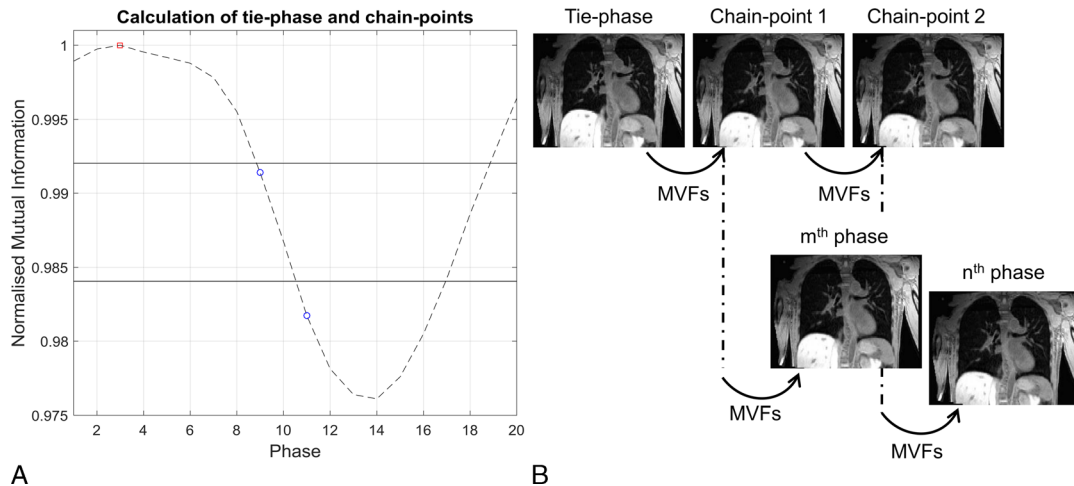 Calculation of tie-phase and chain-points
Normalised Mutual Information
1
0.995
0.99
0.985
0.98
0.975
2 4 6 8 10 12 14 16 18 20
Phase
A
Tie-phase Chain-point 1 Chain-point 2
MVFs MVFs
mth phase
nth phase
MVFs
MVFs
B